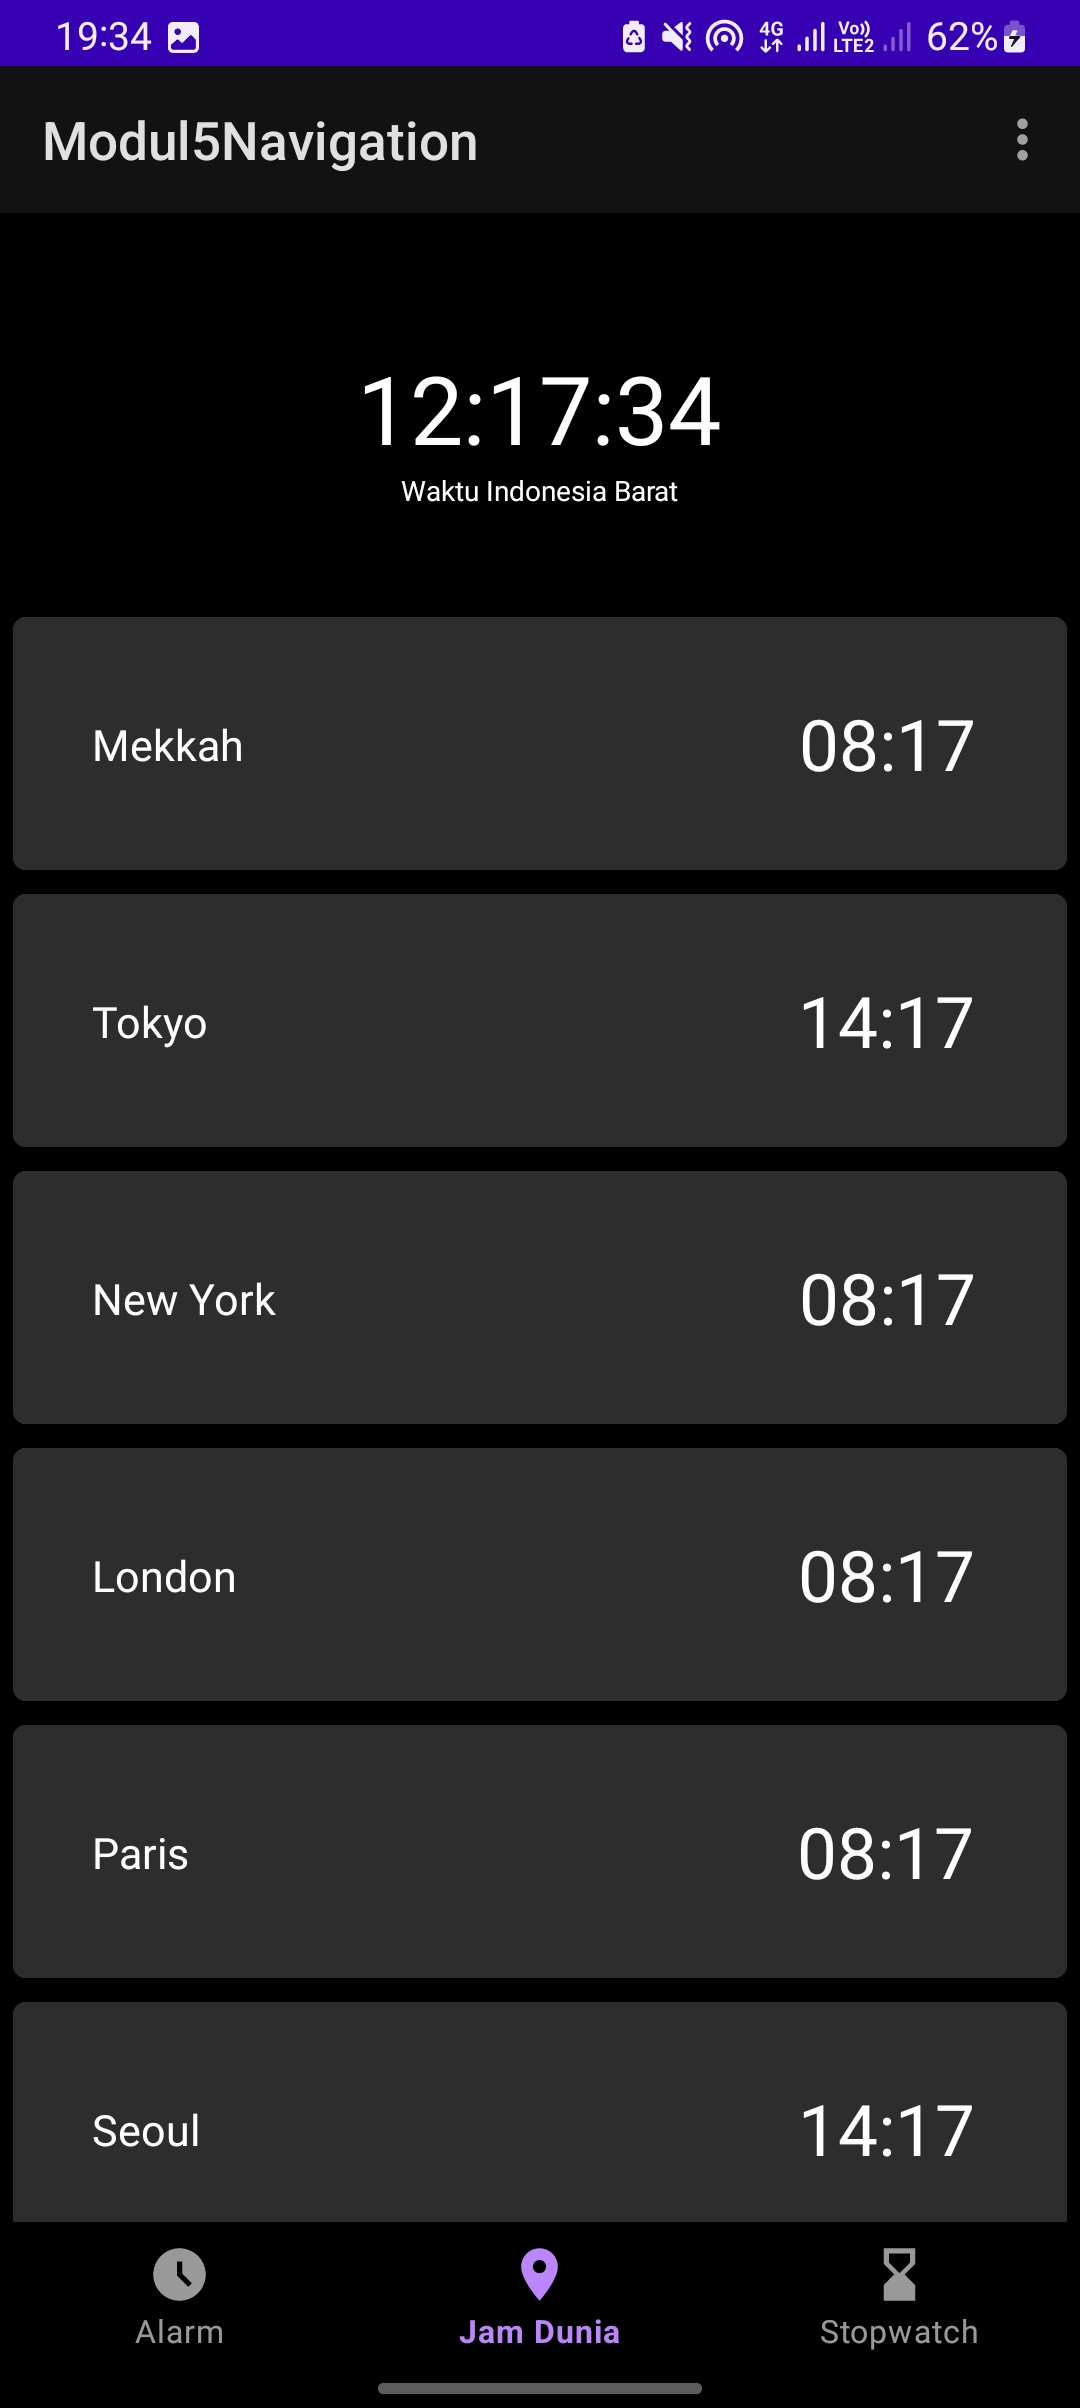 19:34 4G Vo)) LTE2 62%
Modul5Navigation
12:17:34
Waktu Indonesia Barat
Mekkah 08:17
Tokyo 14:17
New York 08:17
London 08:17
Paris 08:17
Seoul 14:17
Alarm Jam Dunia Stopwatch